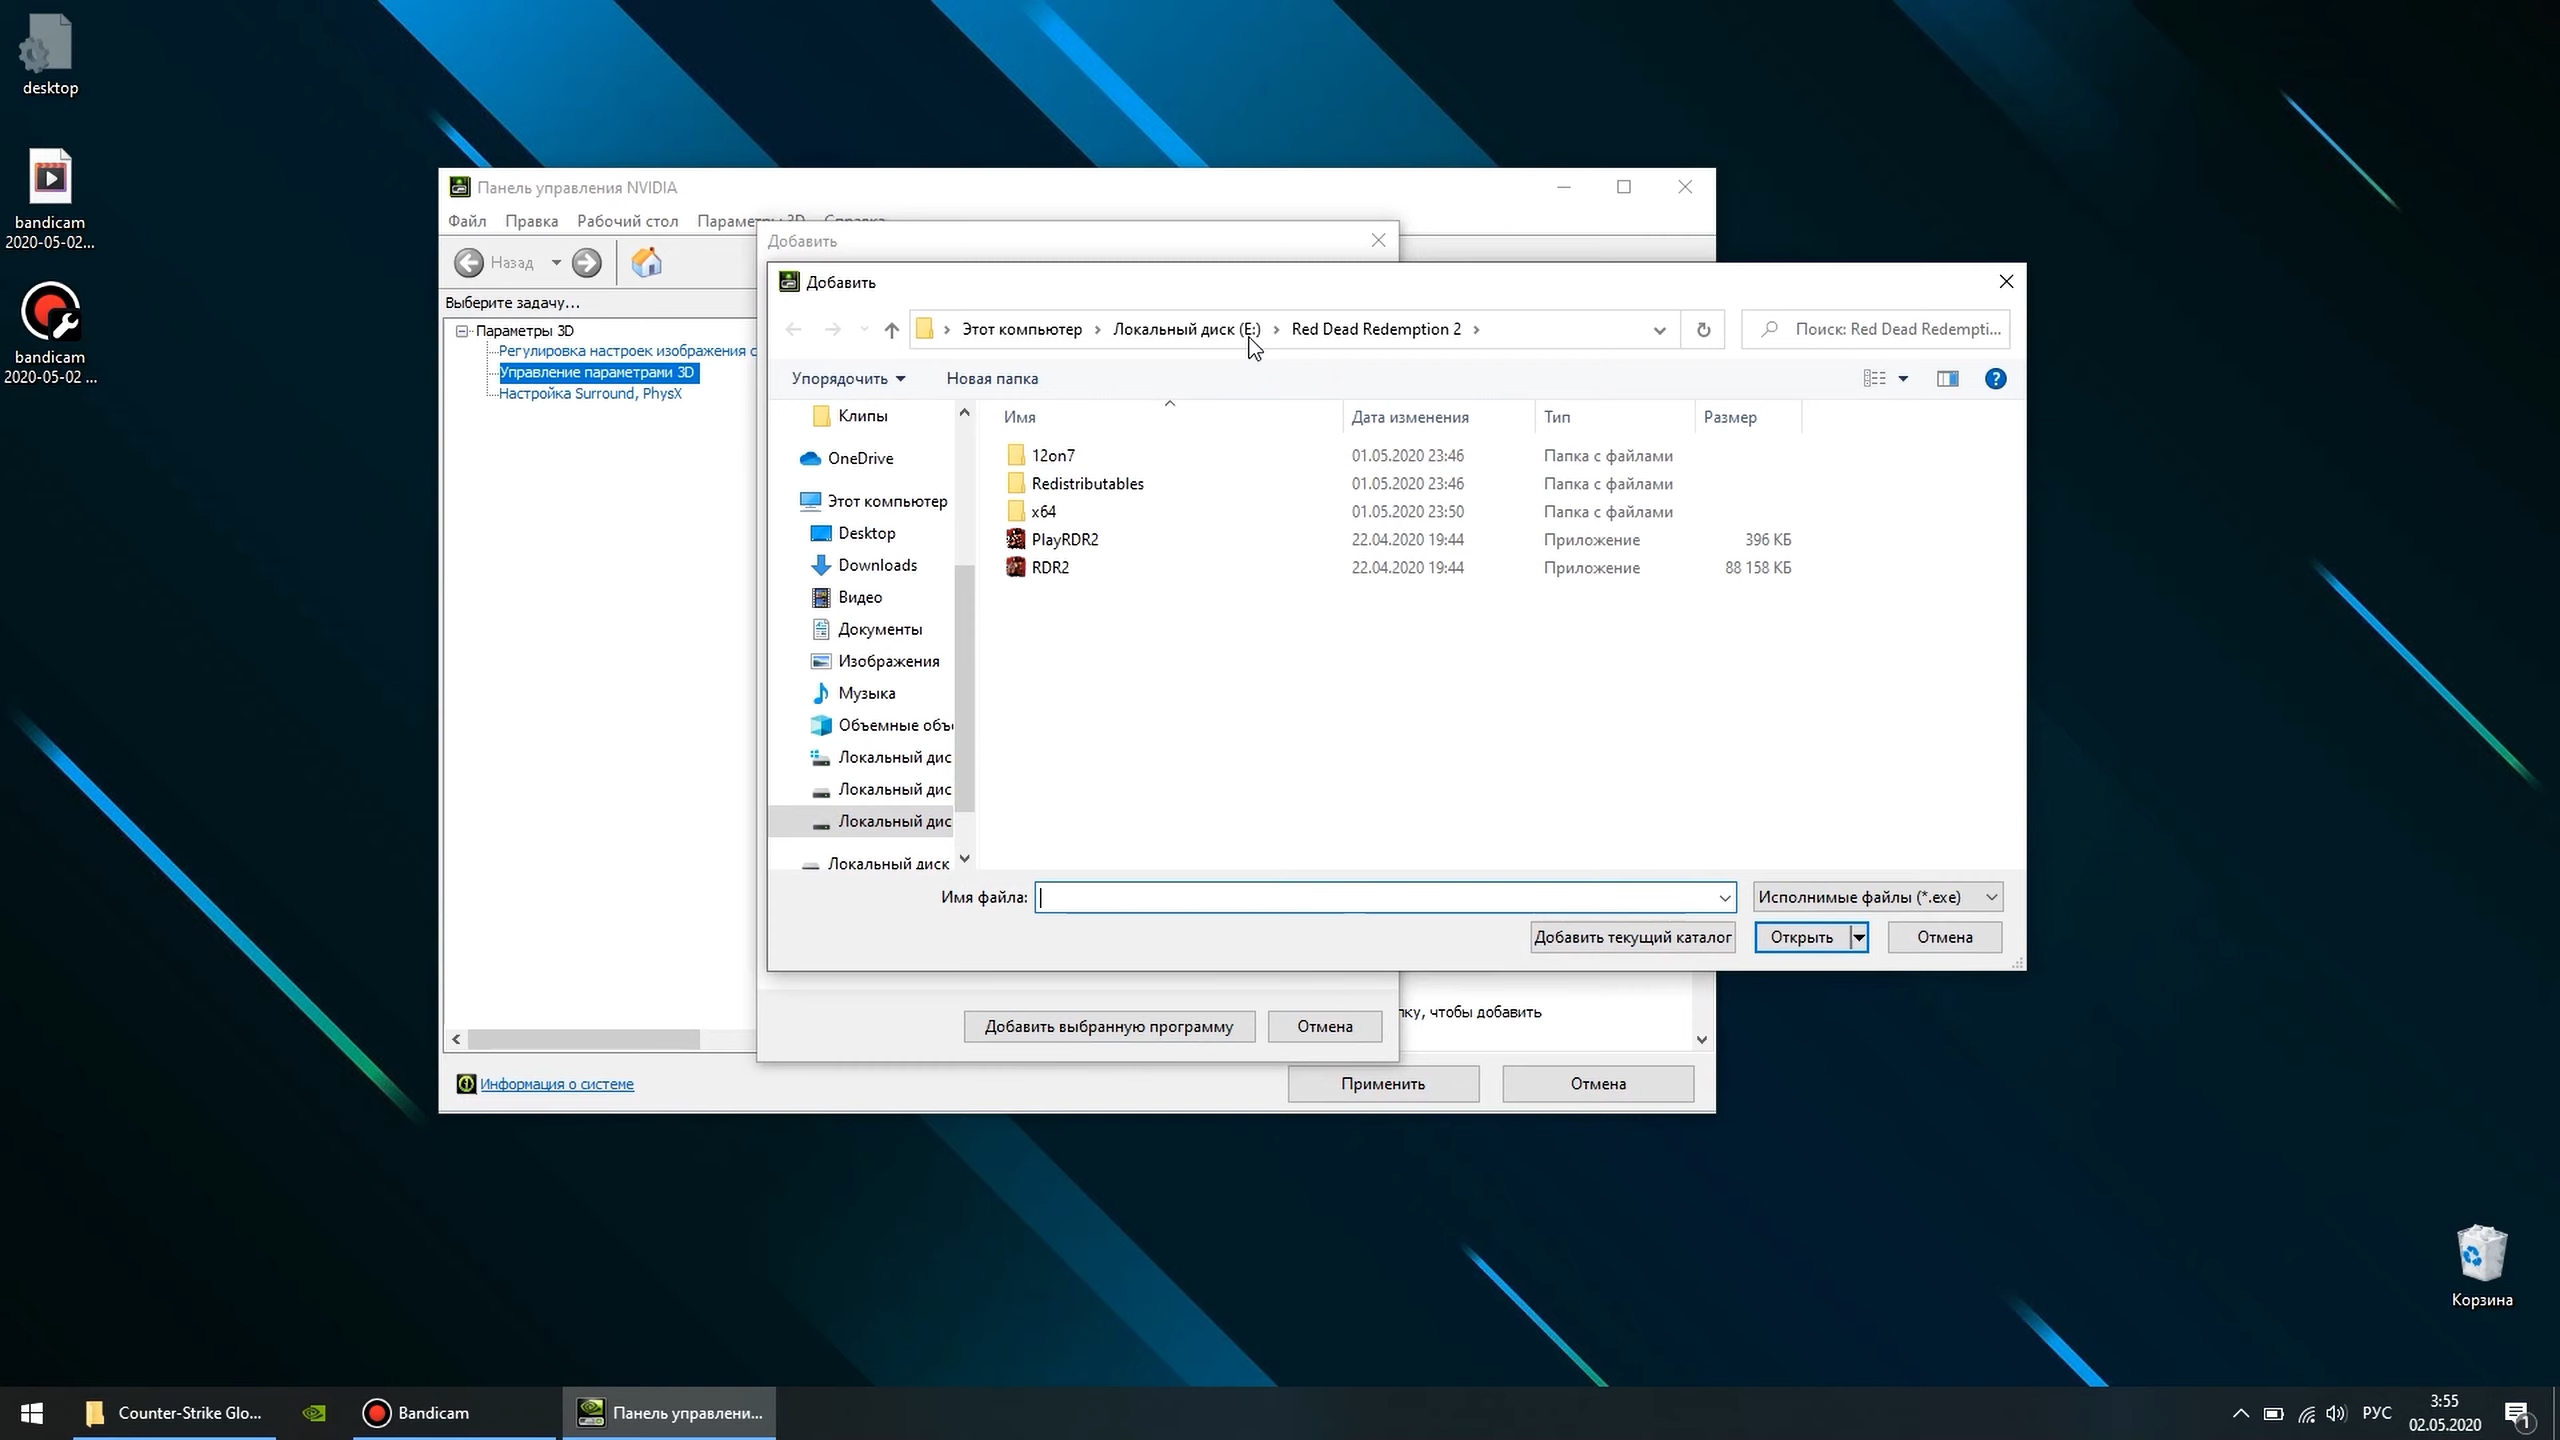 desktop
bandicam
2020-05-02...
bandicam
2020-05-02 ...
Панель управления NVIDIA
Файл Правка Рабочий стол
Назад
Выберите задачу...
Параметры 3D
Регулировка настроек изображения с
Управление параметрами 3D
Настройка Surround, PhysX
Информация о системе
Добавить
Добавить
Этот компьютер Локальный диск (E:) Red Dead Redemption 2
Поиск: Red Dead Redempti...
Упорядочить Новая папка
Клипы
OneDrive
Этот компьютер
Desktop
Downloads
Видео
Документы
Изображения
Музыка
Объемные объ
Локальный дис
Локальный дис
Локальный дис
Локальный диск
Имя Дата изменения Тип Размер
12on7 01.05.2020 23:46 Папка с файлами
Redistributables 01.05.2020 23:46 Папка с файлами
x64 01.05.2020 23:50 Папка с файлами
PlayRDR2 22.04.2020 19:44 Приложение 396 КБ
RDR2 22.04.2020 19:44 Приложение 88 158 КБ
Имя файла: Исполнимые файлы (*.exe)
Добавить текущий каталог Открыть Отмена
чтобы добавить
Добавить выбранную программу Отмена
Применить Отмена
Корзина
Counter-Strike Glo... Bandicam Панель управлени...
РУС
3:55
02.05.2020
1